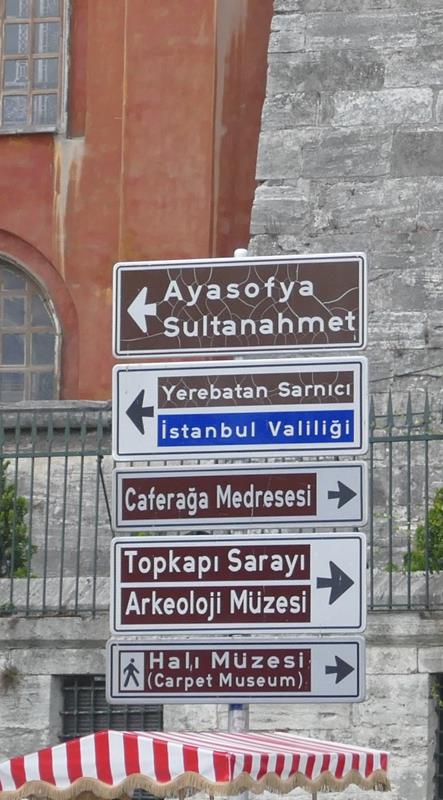 Ayasofya
Sultanahmet
Yerebatan Sarnıcı
İstanbul Valiliği
Caferağa Medresesi
Topkapı Sarayı
Arkeoloji Müzesi
Halı Müzesi
(Carpet Museum)